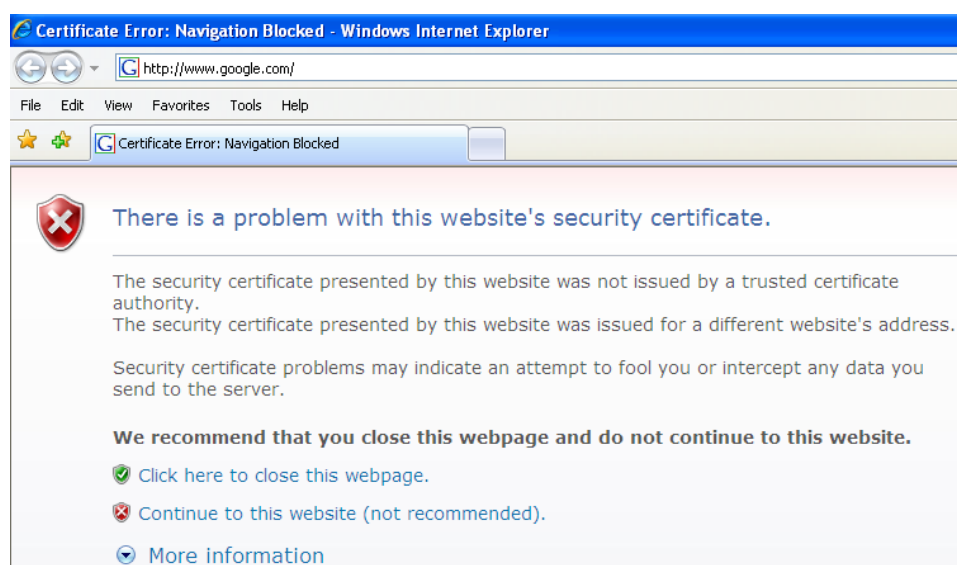 Certificate Error: Navigation Blocked - Windows Internet Explorer
http://www.google.com/
File Edit View Favorites Tools Help
Certificate Error: Navigation Blocked
There is a problem with this website's security certificate.
The security certificate presented by this website was not issued by a trusted certificate
authority.
The security certificate presented by this website was issued for a different website's address.
Security certificate problems may indicate an attempt to fool you or intercept any data you
send to the server.
We recommend that you close this webpage and do not continue to this website.
Click here to close this webpage.
Continue to this website (not recommended).
More information